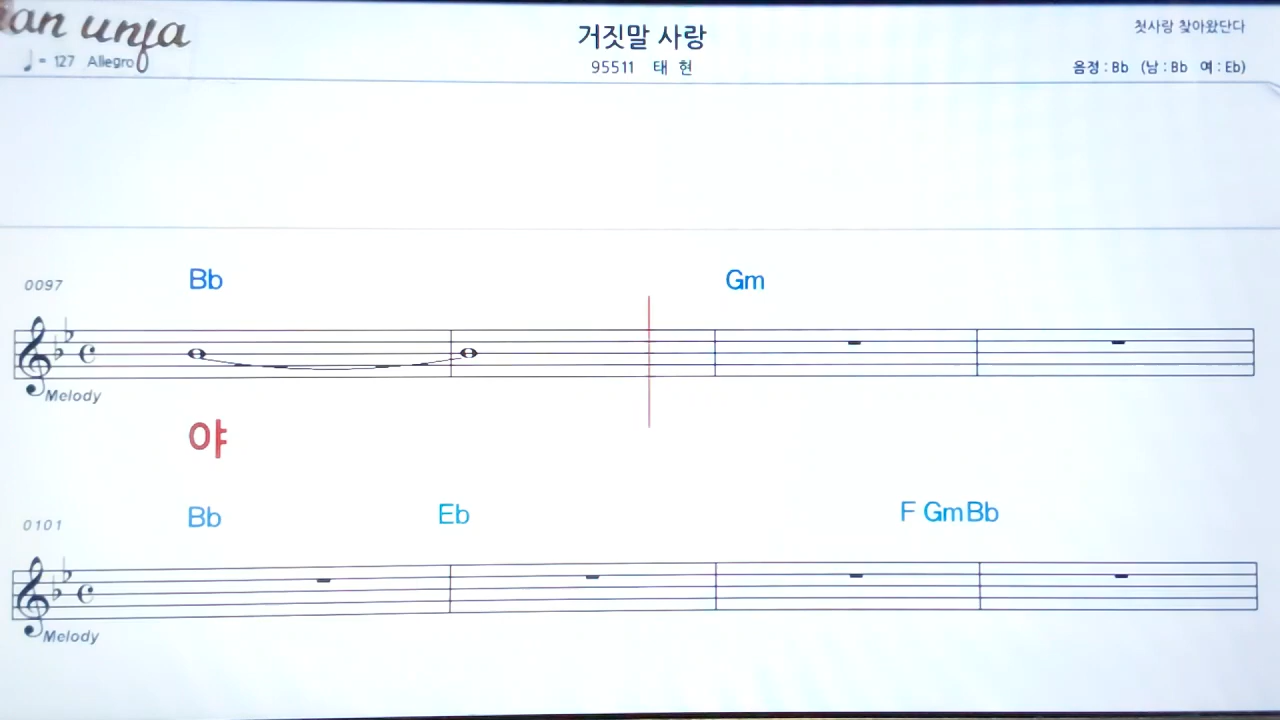 an unja
거짓말 사랑
첫사랑 찾아왔단다
♩ = 127 Allegro
95511 태 현
음정 : Bb (남 : Bb 여 : Eb)
0097 Bb Gm
Melody
야
0101 Bb Eb F Gm Bb
Melody